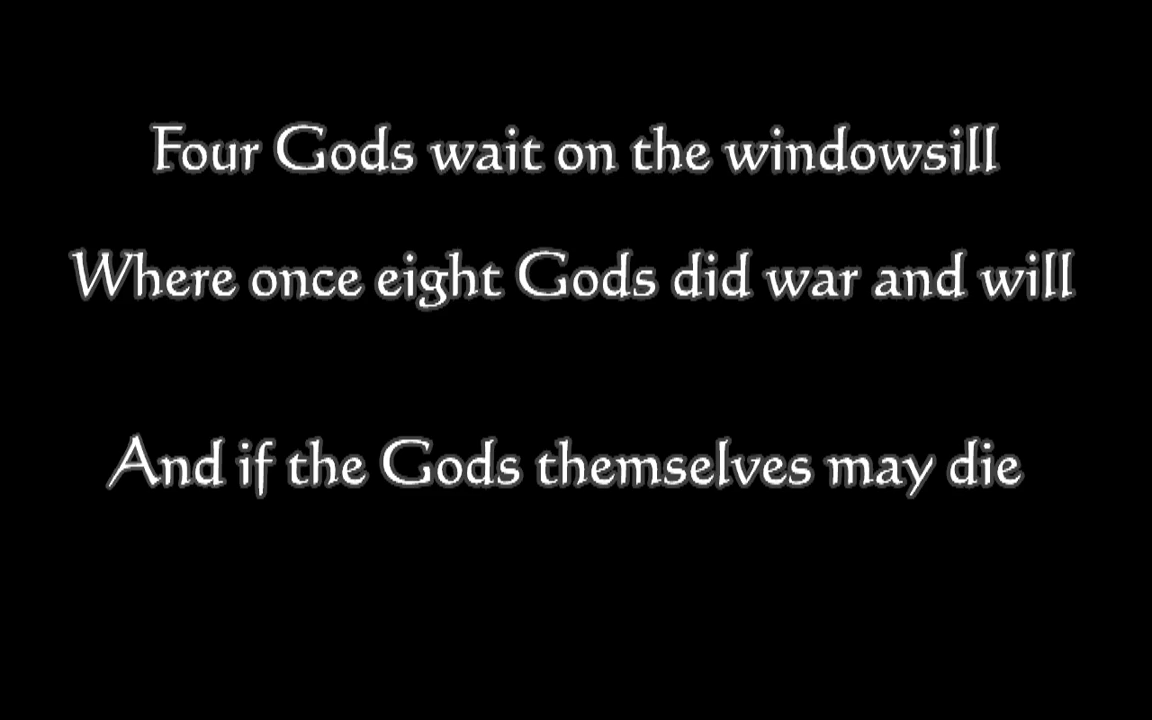 Four Gods wait on the windowsill
Where once eight Gods did war and will
And if the Gods themselves may die